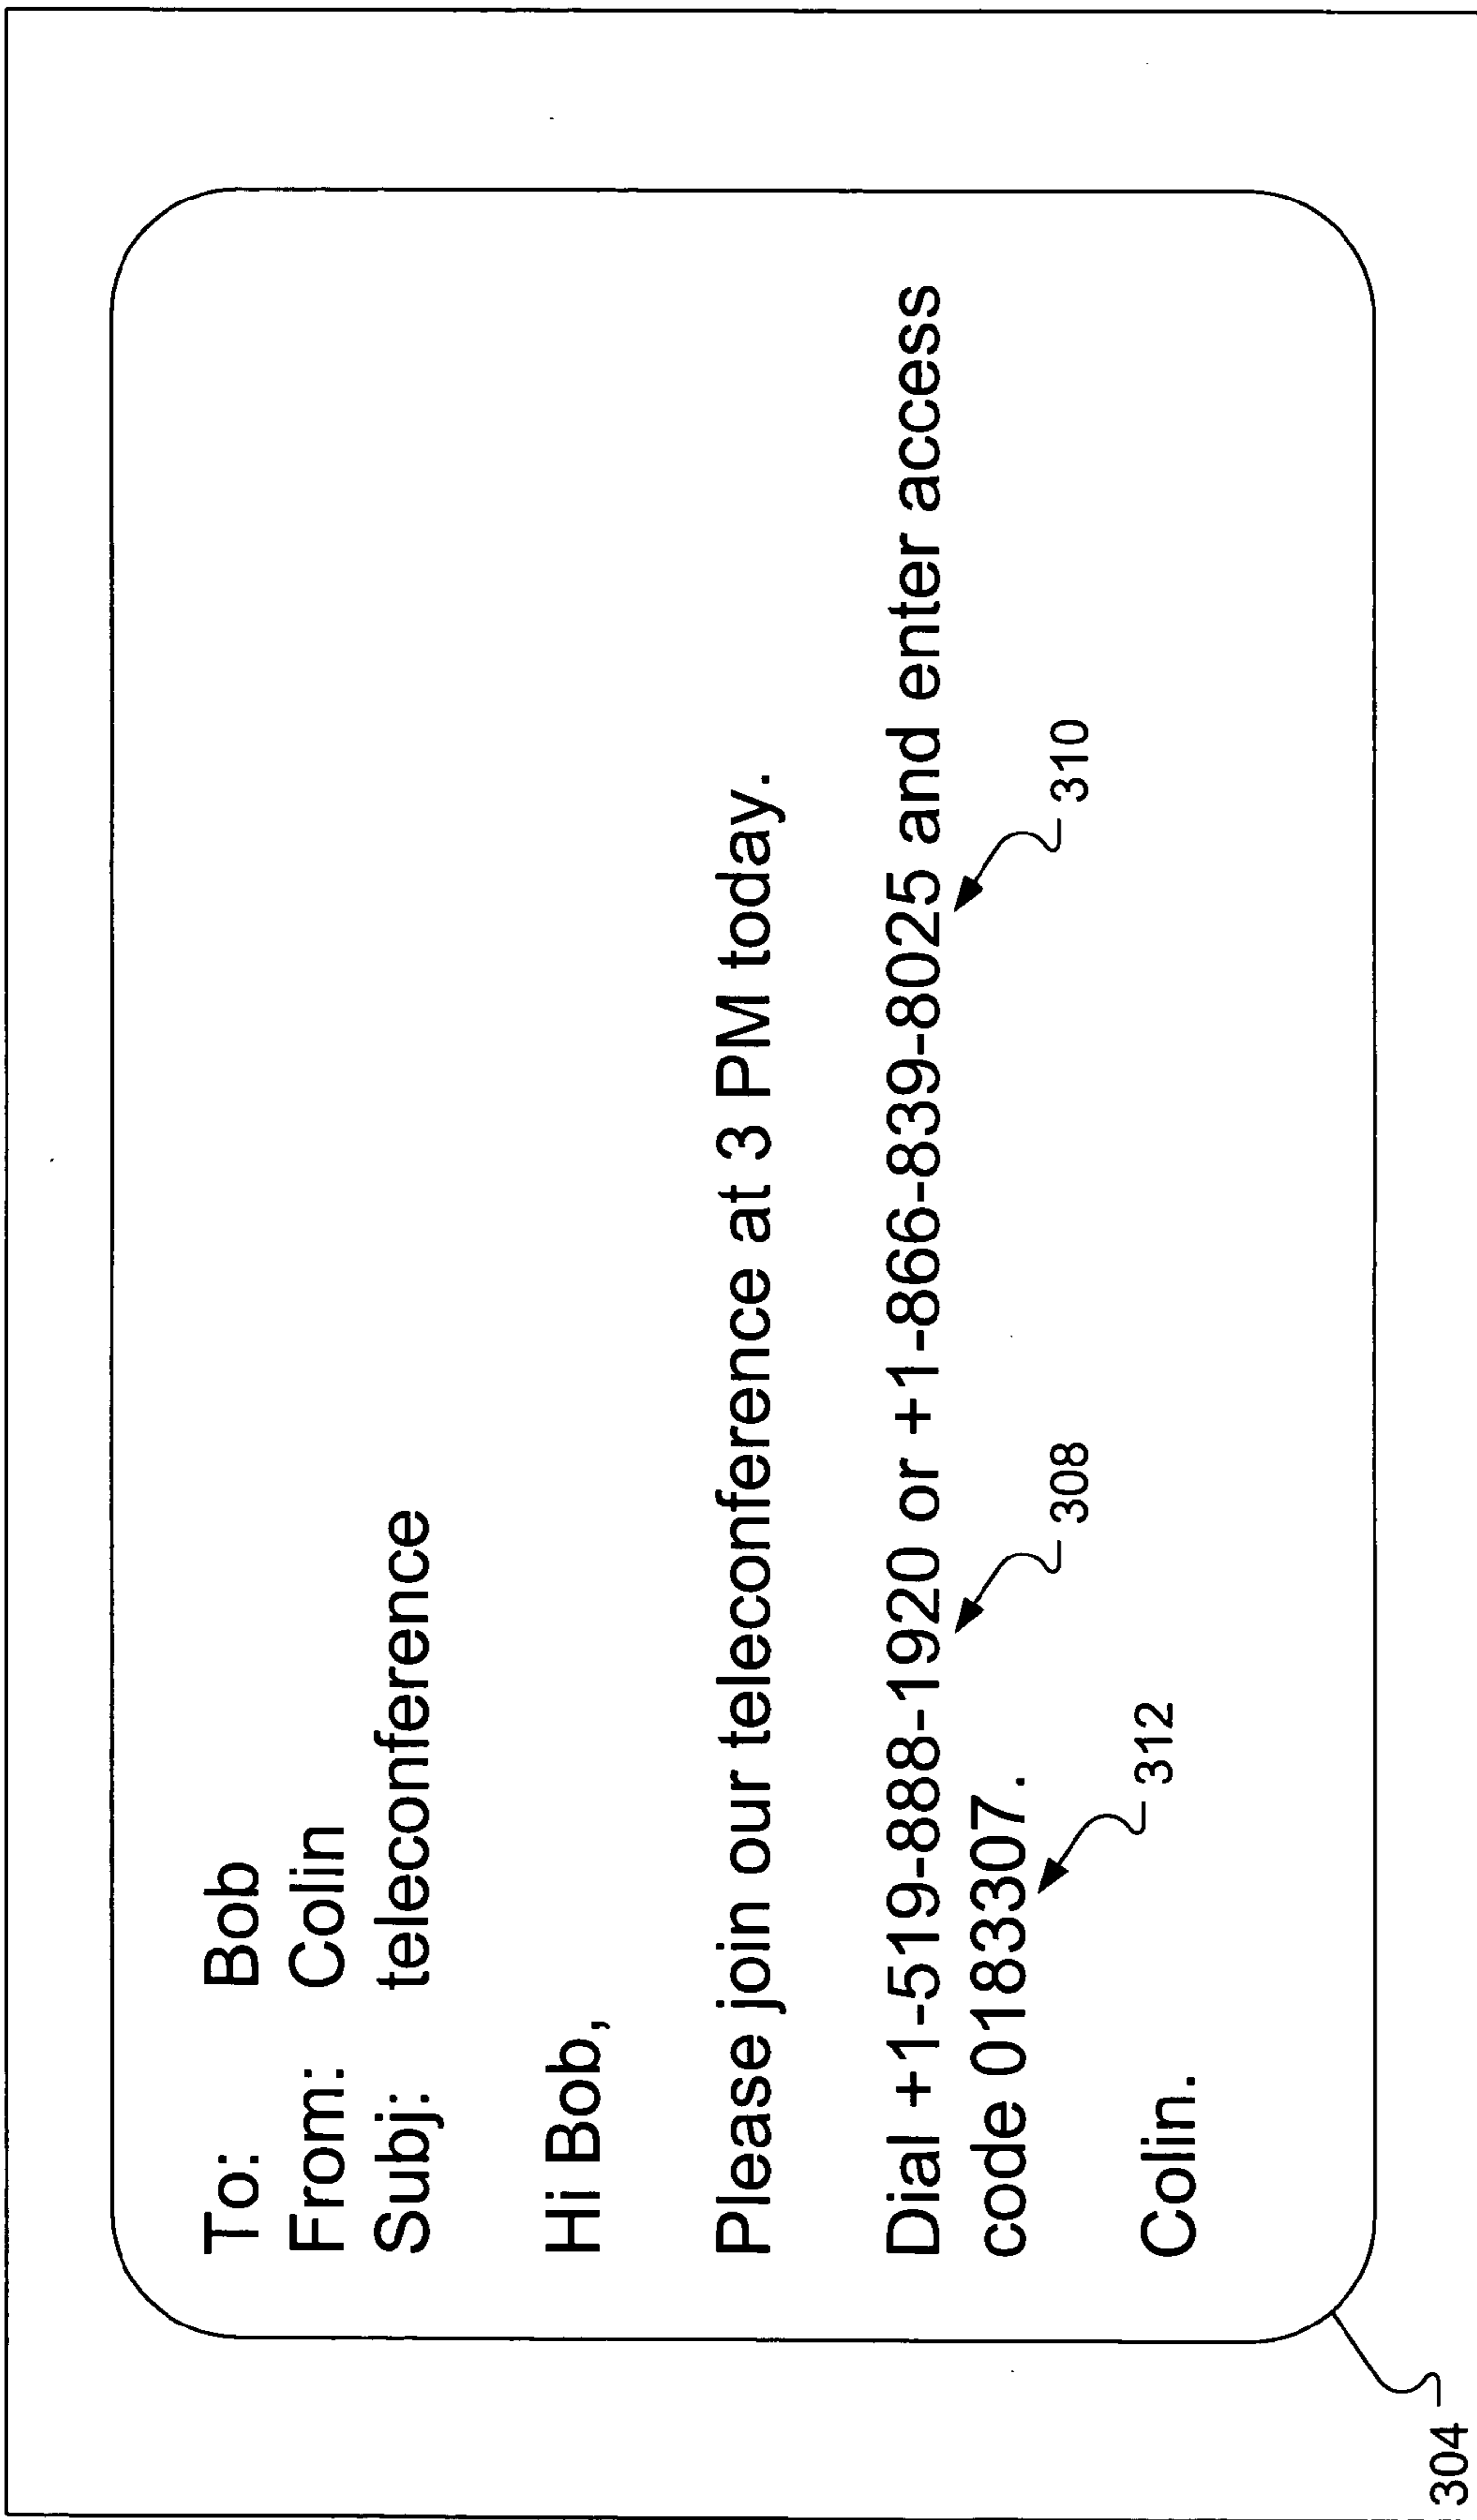 To: Bob
From: Colin
Subj: teleconference
Hi Bob,
Please join our teleconference at 3 PM today.
Dial +1-519-888-1920 or +1-866-839-8025 and enter access
code 0183307.
Colin.
308
310
312
304